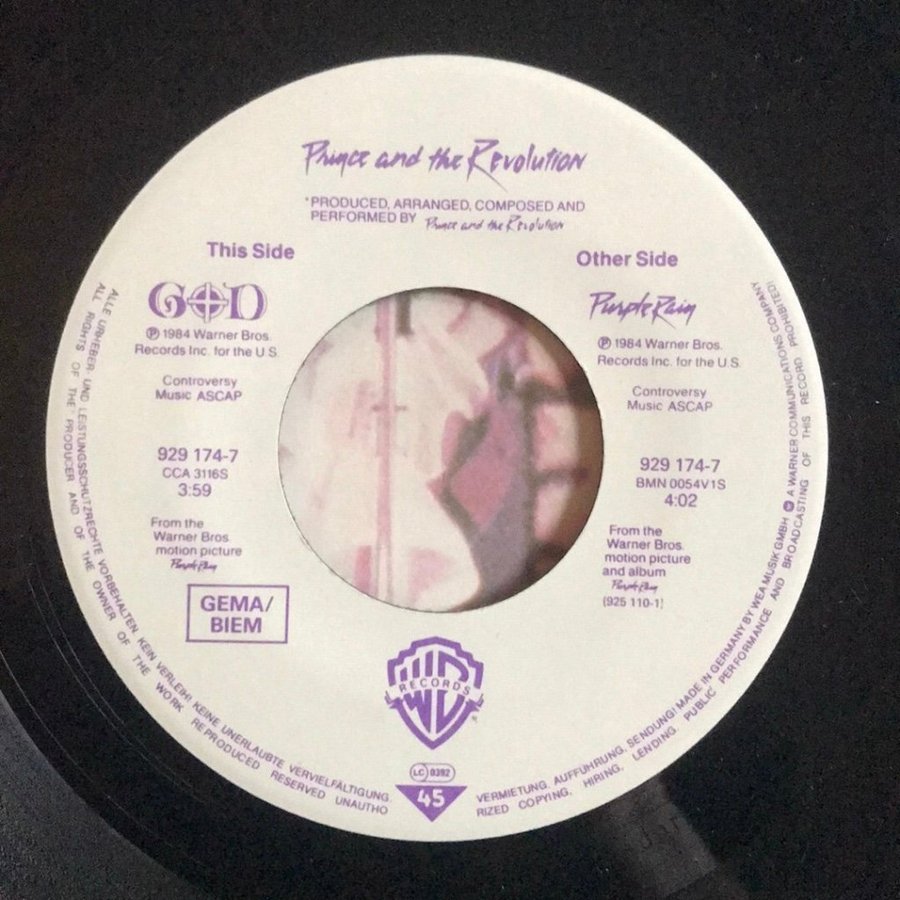 Prince and the Revolution
*PRODUCED, ARRANGED, COMPOSED AND
PERFORMED BY Prince and the Revolution
This Side
GOD
℗ 1984 Warner Bros.
Records Inc. for the U.S.
Controversy
Music ASCAP
929 174-7
CCA 3116S
3:59
From the
Warner Bros.
motion picture
Purple Rain
GEMA/
BIEM
Other Side
Purple Rain
℗ 1984 Warner Bros.
Records Inc. for the U.S.
Controversy
Music ASCAP
929 174-7
BMN 0054V1S
4:02
From the
Warner Bros.
motion picture
and album
Purple Rain
(925 110-1)
WB
RECORDS
LC 0392
45
ALLE URHEBER UND LEISTUNGSSCHUTZRECHTE VORBEHALTEN. KEIN VERLEIH! KEINE UNERLAUBTE VERVIELFÄLTIGUNG, VERMIETUNG, AUFFÜHRUNG, SENDUNG! MADE IN GERMANY BY WEA MUSIK GMBH A WARNER COMMUNICATIONS COMPANY
ALL RIGHTS OF THE PRODUCER AND OF THE OWNER OF THE WORK REPRODUCED RESERVED UNAUTHORIZED COPYING, HIRING, LENDING PUBLIC PERFORMANCE AND BROADCASTING OF THIS RECORD PROHIBITED!